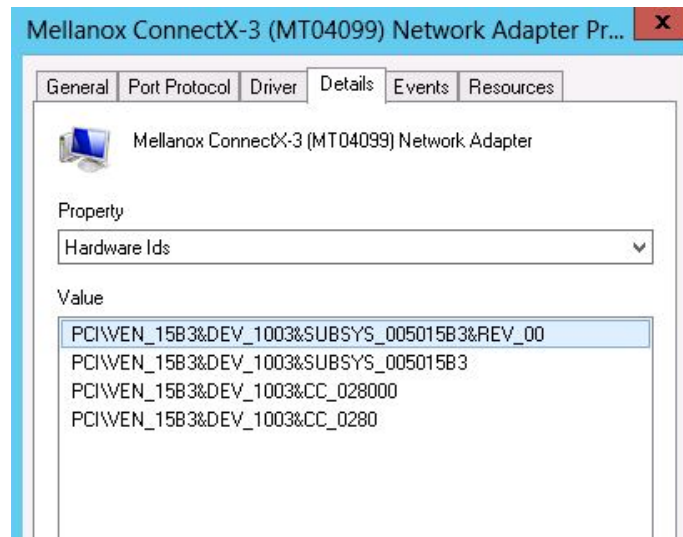 Mellanox ConnectX-3 (MT04099) Network Adapter Pr... x
General Port Protocol Driver Details Events Resources
Mellanox ConnectX-3 (MT04099) Network Adapter
Property
Hardware Ids
Value
PCI\VEN_15B3&DEV_1003&SUBSYS_005015B3&REV_00
PCI\VEN_15B3&DEV_1003&SUBSYS_005015B3
PCI\VEN_15B3&DEV_1003&CC_028000
PCI\VEN_15B3&DEV_1003&CC_0280